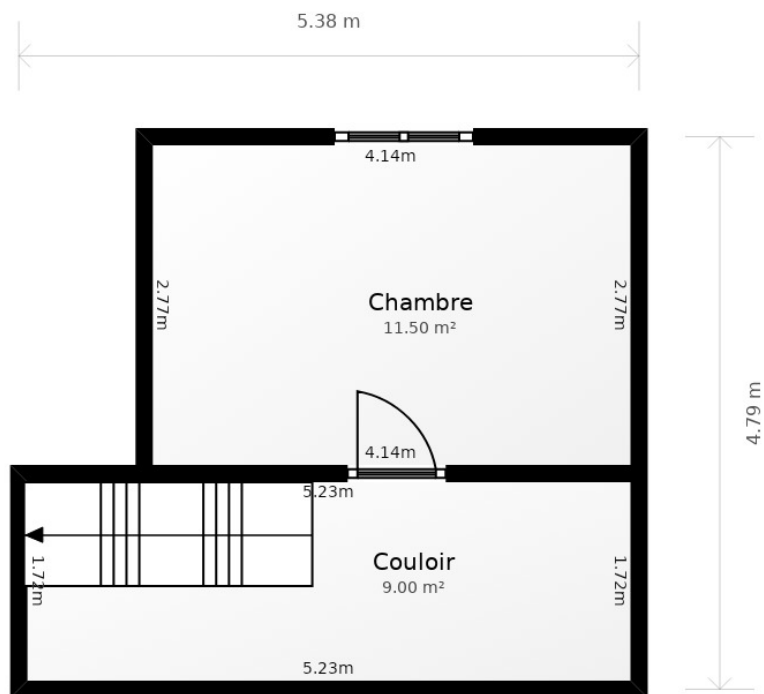 5.38 m
4.14m
2.77m
2.77m
Chambre
11.50 m²
4.79 m
4.14m
5.23m
Couloir
9.00 m²
1.72m
1.72m
5.23m